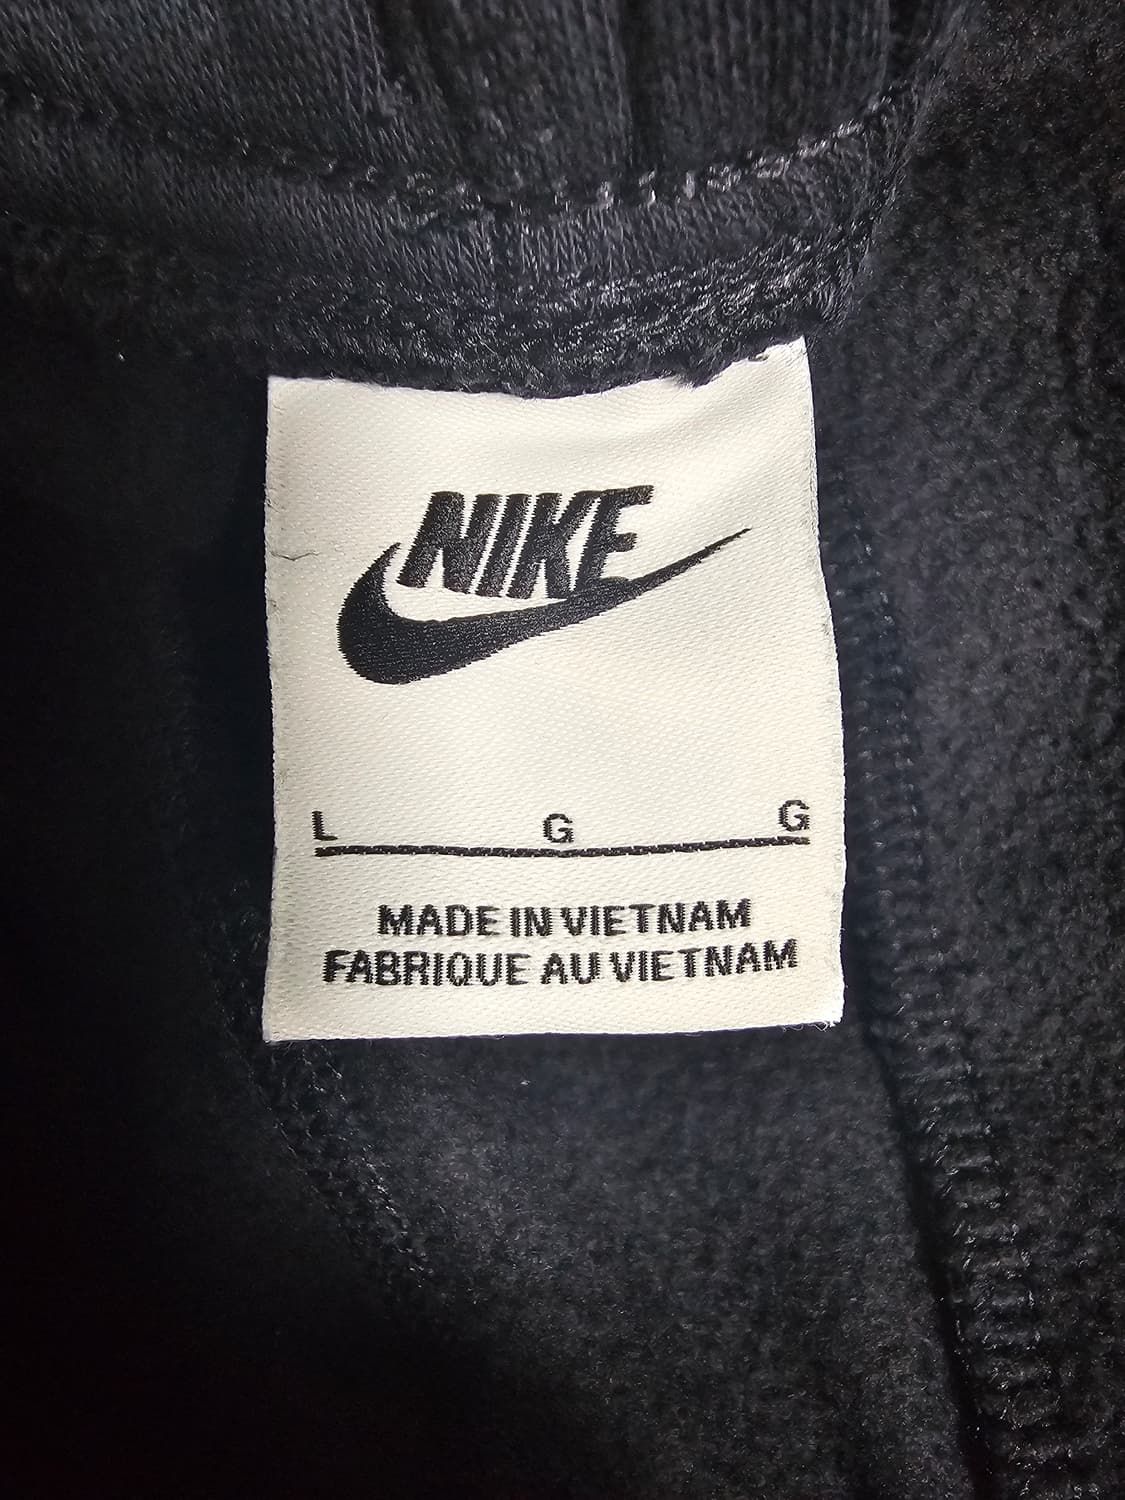 NIKE
L G G
MADE IN VIETNAM
FABRIQUE AU VIETNAM